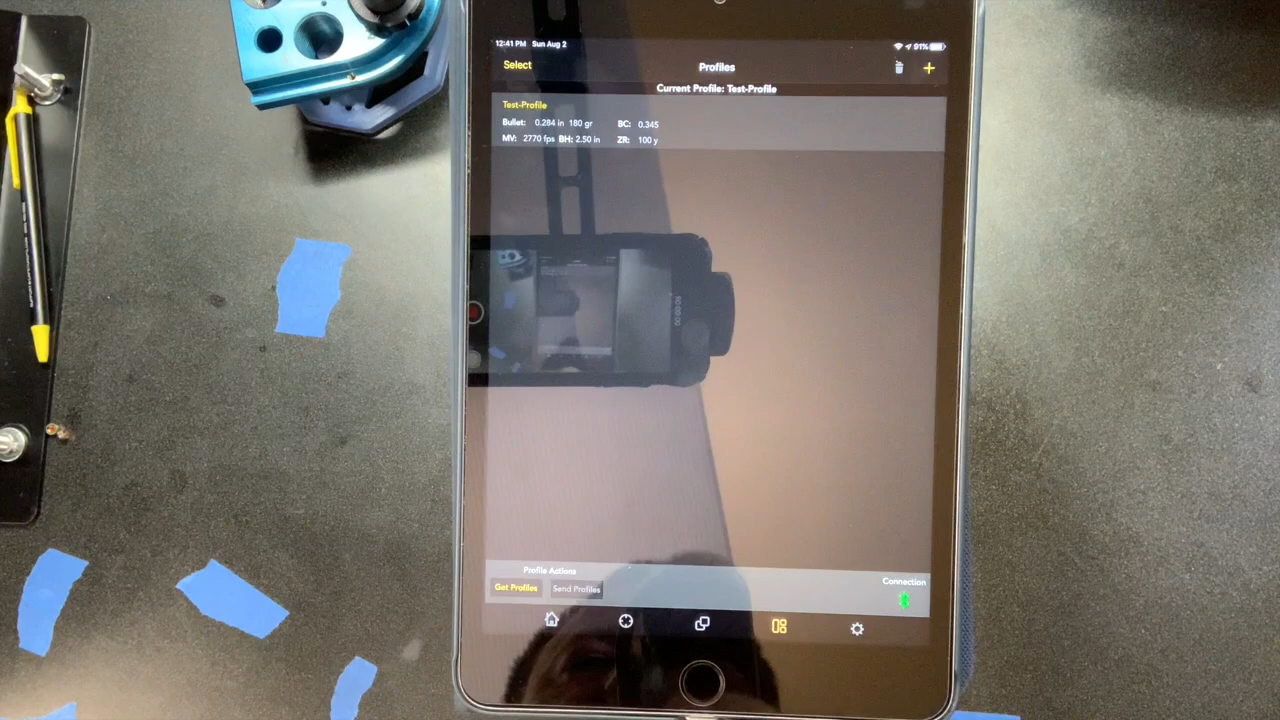 12:41 PM Sun Aug 2
91%
Select
Profiles
Current Profile: Test-Profile
Test-Profile
Bullet: 0.284 in 180 gr BC: 0.345
MV: 2770 fps BH: 2.50 in ZR: 100 y
Profile Actions
Get Profiles
Send Profiles
Connection